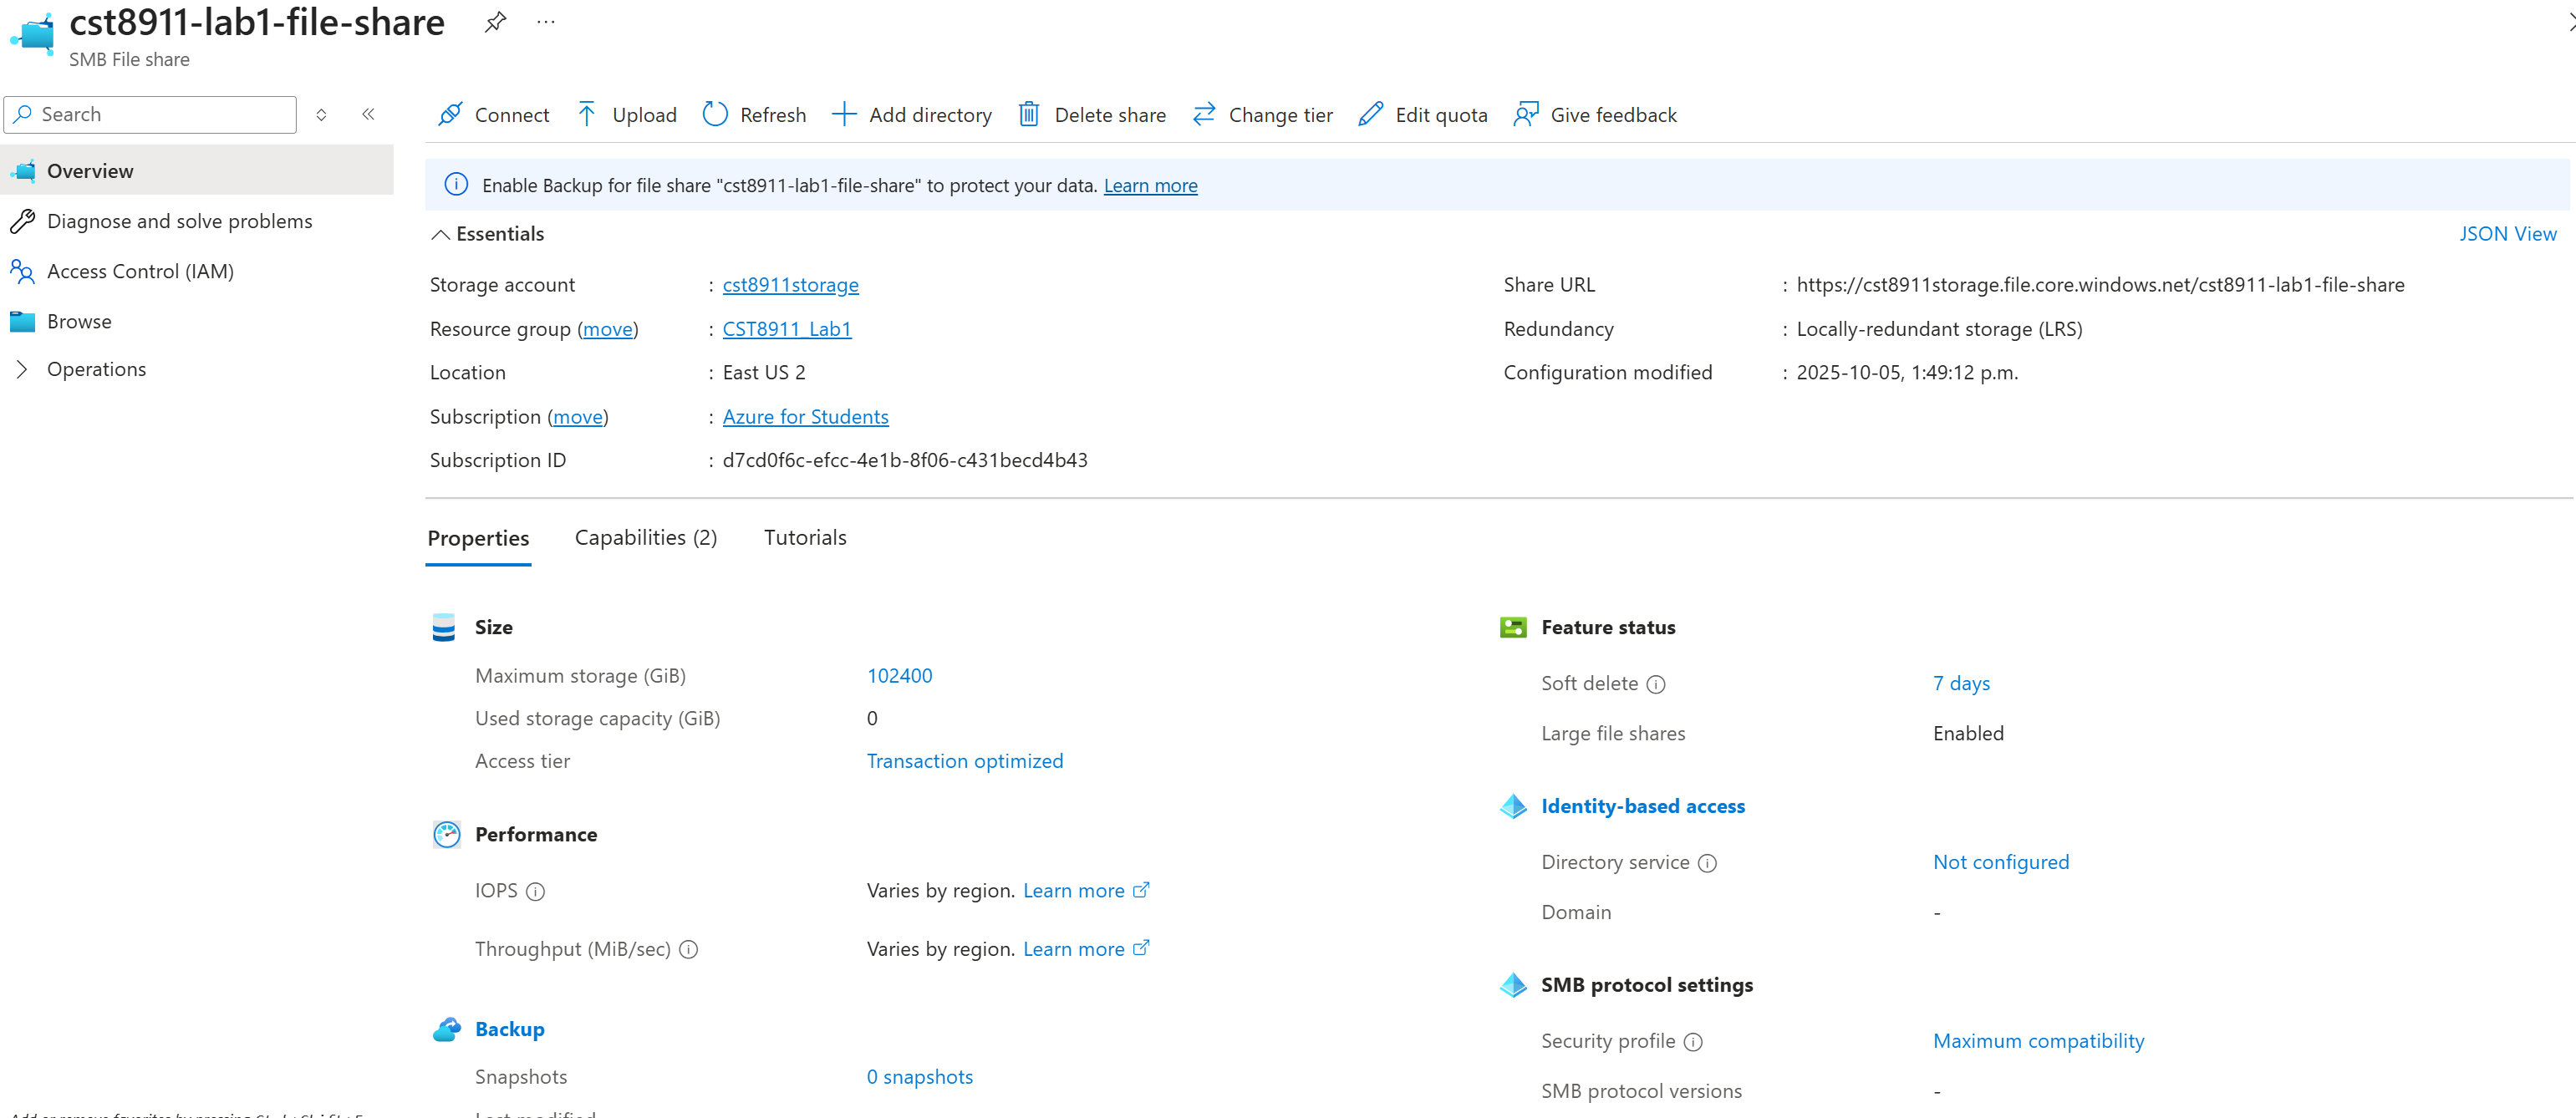 cst8911-lab1-file-share
SMB File share
Search
Connect Upload Refresh Add directory Delete share Change tier Edit quota Give feedback
Overview
Diagnose and solve problems
Access Control (IAM)
Browse
Operations
Enable Backup for file share "cst8911-lab1-file-share" to protect your data. Learn more
Essentials
JSON View
Storage account : cst8911storage
Resource group (move) : CST8911_Lab1
Location : East US 2
Subscription (move) : Azure for Students
Subscription ID : d7cd0f6c-efcc-4e1b-8f06-c431becd4b43
Share URL : https://cst8911storage.file.core.windows.net/cst8911-lab1-file-share
Redundancy : Locally-redundant storage (LRS)
Configuration modified : 2025-10-05, 1:49:12 p.m.
Properties Capabilities (2) Tutorials
Size
Maximum storage (GiB) 102400
Used storage capacity (GiB) 0
Access tier Transaction optimized
Performance
IOPS Varies by region. Learn more
Throughput (MiB/sec) Varies by region. Learn more
Backup
Snapshots 0 snapshots
Last modified
Feature status
Soft delete 7 days
Large file shares Enabled
Identity-based access
Directory service Not configured
Domain -
SMB protocol settings
Security profile Maximum compatibility
SMB protocol versions -
Add or remove favorites by pressing